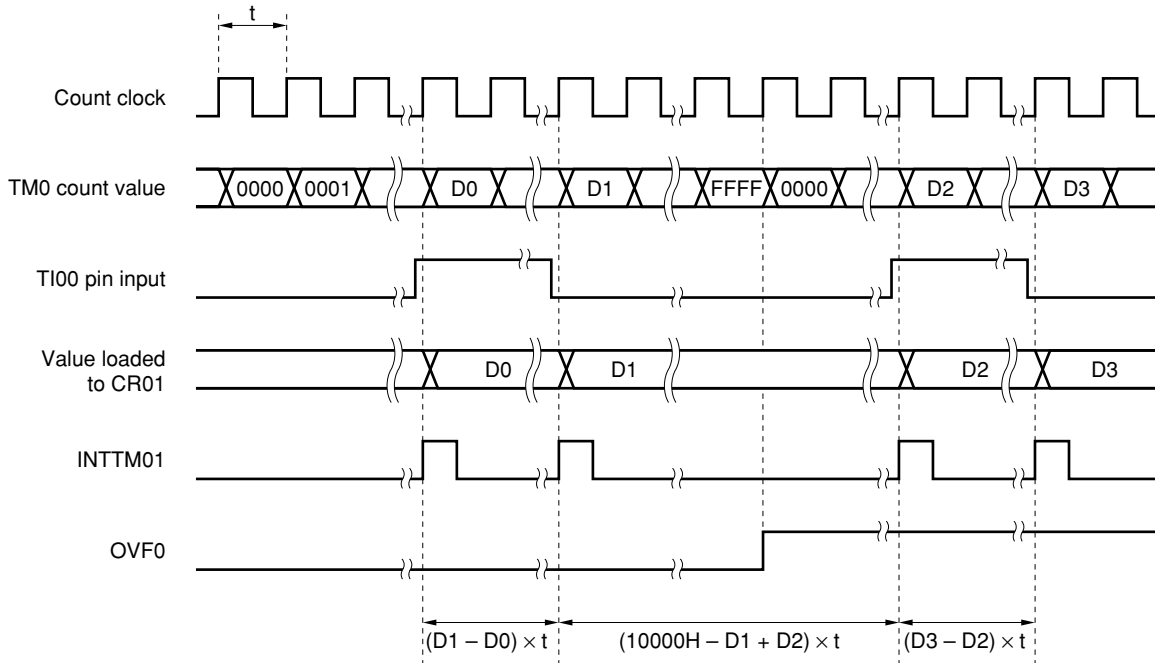 t
Count clock
TM0 count value
0000 0001 D0 D1 FFFF 0000 D2 D3
TI00 pin input
Value loaded
to CR01
D0 D1 D2 D3
INTTM01
OVF0
(D1 – D0) × t (10000H – D1 + D2) × t (D3 – D2) × t